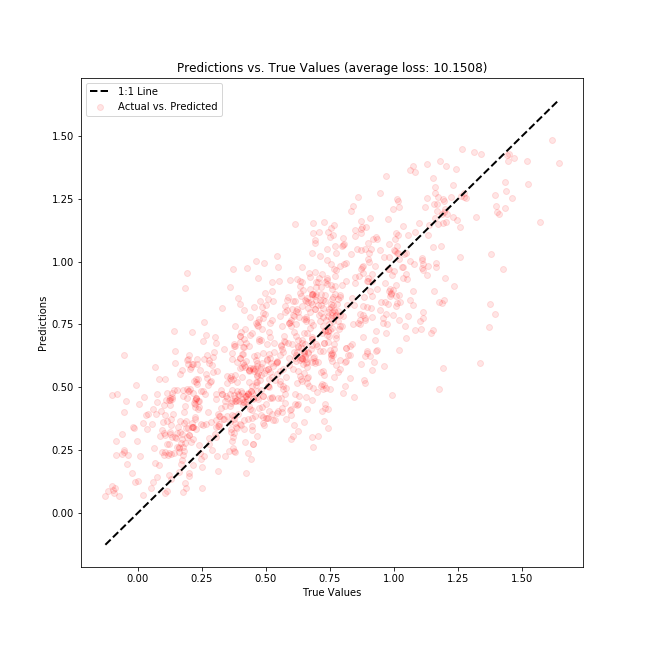 Predictions vs. True Values (average loss: 10.1508)
1:1 Line
Actual vs. Predicted
1.50
1.25
1.00
0.75
0.50
0.25
0.00
Predictions
0.00 0.25 0.50 0.75 1.00 1.25 1.50
True Values